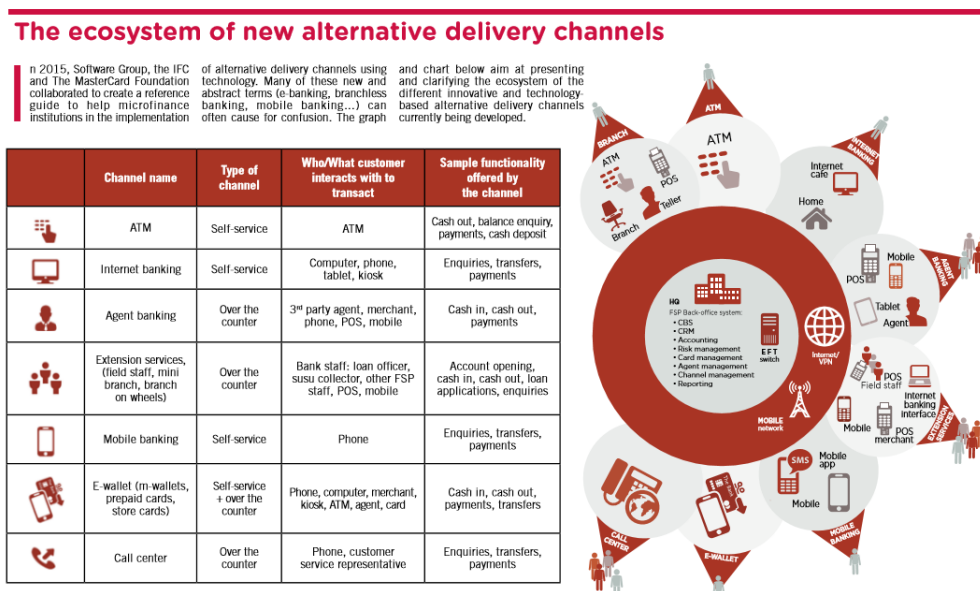 The ecosystem of new alternative delivery channels
n 2015, Software Group, the IFC
and The MasterCard Foundation
collaborated to create a reference
guide to help microfinance
institutions in the implementation
of alternative delivery channels using
technology. Many of these new and
abstract terms (e-banking, branchless
banking, mobile banking...) can
often cause for confusion. The graph
and chart below aim at presenting
and clarifying the ecosystem of the
different innovative and technology-
based alternative delivery channels
currently being developed.
Channel name
Type of
channel
Who/What customer
interacts with to
transact
Sample functionality
offered by
the channel
ATM
Self-service
ATM
Cash out, balance enquiry,
payments, cash deposit
Internet banking
Self-service
Computer, phone,
tablet, kiosk
Enquiries, transfers,
payments
Agent banking
Over the
counter
3rd party agent, merchant,
phone, POS, mobile
Cash in, cash out,
payments
Extension services,
(field staff, mini
branch, branch
on wheels)
Over the
counter
Bank staff: loan officer,
susu collector, other FSP
staff, POS, mobile
Account opening,
cash in, cash out, loan
applications, enquiries
Mobile banking
Self-service
Phone
Enquiries, transfers,
payments
E-wallet (m-wallets,
prepaid cards,
store cards)
Self-service
+ over the
counter
Phone, computer, merchant,
kiosk, ATM, agent, card
Cash in, cash out,
payments, transfers
Call center
Over the
counter
Phone, customer
service representative
Enquiries, transfers,
payments
BRANCH
ATM
POS
Teller
Branch
ATM
ATM
INTERNET
BANKING
Internet
cafe
Home
AGENT
BANKING
Mobile
POS
Tablet
Agent
EXTENSION
SERVICES
POS
Field staff
Internet
banking
interface
Mobile
POS
merchant
MOBILE
BANKING
SMS
Mobile
app
Mobile
E-WALLET
CALL
CENTER
HQ
FSP Back-office system:
• CBS
• CRM
• Accounting
• Risk management
• Card management
• Agent management
• Channel management
• Reporting
EFT
switch
Internet/
VPN
MOBILE
network